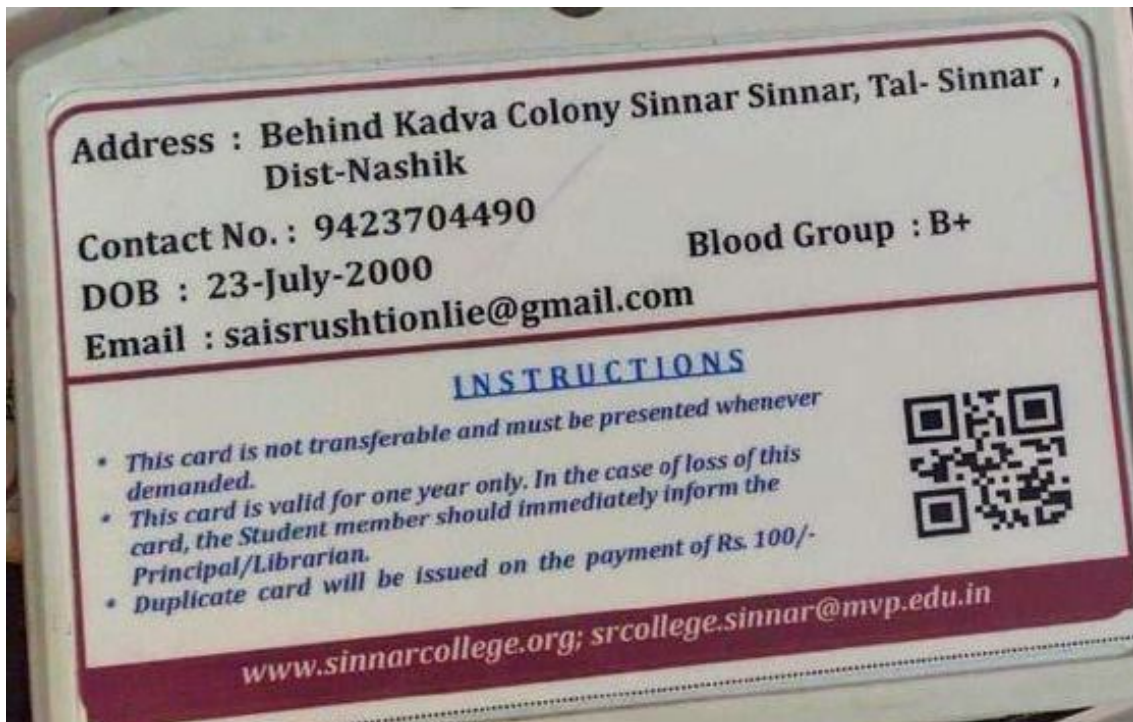 Address : Behind Kadva Colony Sinnar Sinnar, Tal- Sinnar ,
Dist-Nashik
Contact No. : 9423704490
DOB : 23-July-2000
Blood Group : B+
Email : saisrushtionlie@gmail.com
INSTRUCTIONS
• This card is not transferable and must be presented whenever
demanded.
• This card is valid for one year only. In the case of loss of this
card, the Student member should immediately inform the
Principal/Librarian.
• Duplicate card will be issued on the payment of Rs. 100/-
www.sinnarcollege.org; srcollege.sinnar@mvp.edu.in